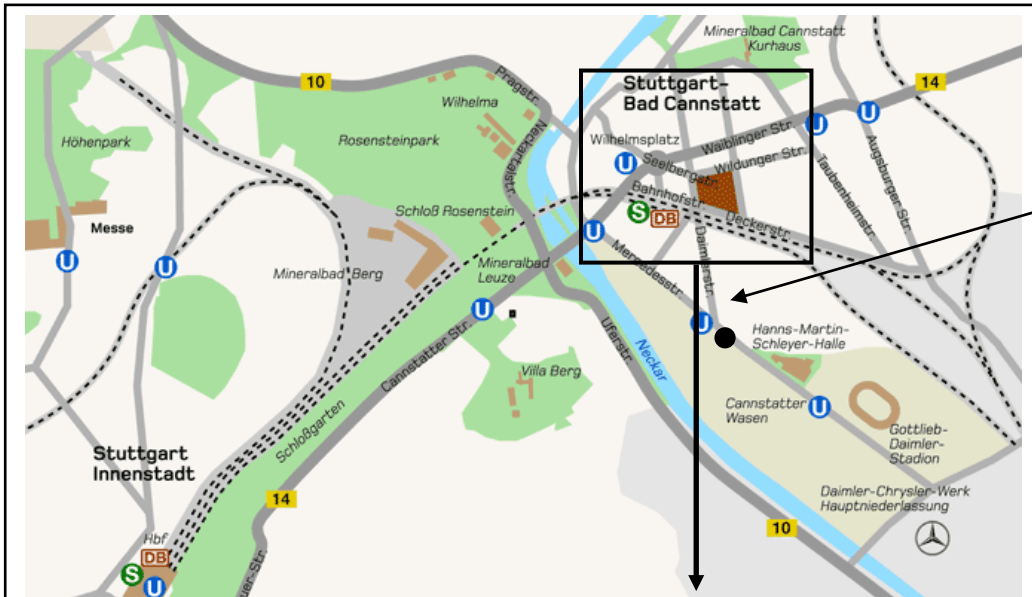 Mineralbad Cannstatt
Kurhaus
10
Pragstr.
Stuttgart–
Bad Cannstatt
14
Wilhelma
Neckartalstr.
Höhenpark
Rosensteinpark
Wilhelmsplatz
Waiblinger Str.
U
U
U
Seelbergstr.
Wildunger Str.
Augsburger Str.
Taubenheimstr.
Bahnhofstr.
Schloß Rosenstein
S
DB
Deckerstr.
Messe
U
U
U
Mineralbad Berg
Mineralbad
Leuze
Mercedesstr.
Daimlerstr.
U
U
Cannstatter Str.
Uferstr.
Hanns-Martin-
Schleyer-Halle
Neckar
Villa Berg
Cannstatter
Wasen
U
Schloßgarten
Gottlieb-
Daimler-
Stadion
Stuttgart
Innenstadt
14
Daimler-Chrysler-Werk
Hauptniederlassung
10
Hbf
DB
S
U
uer-Str.